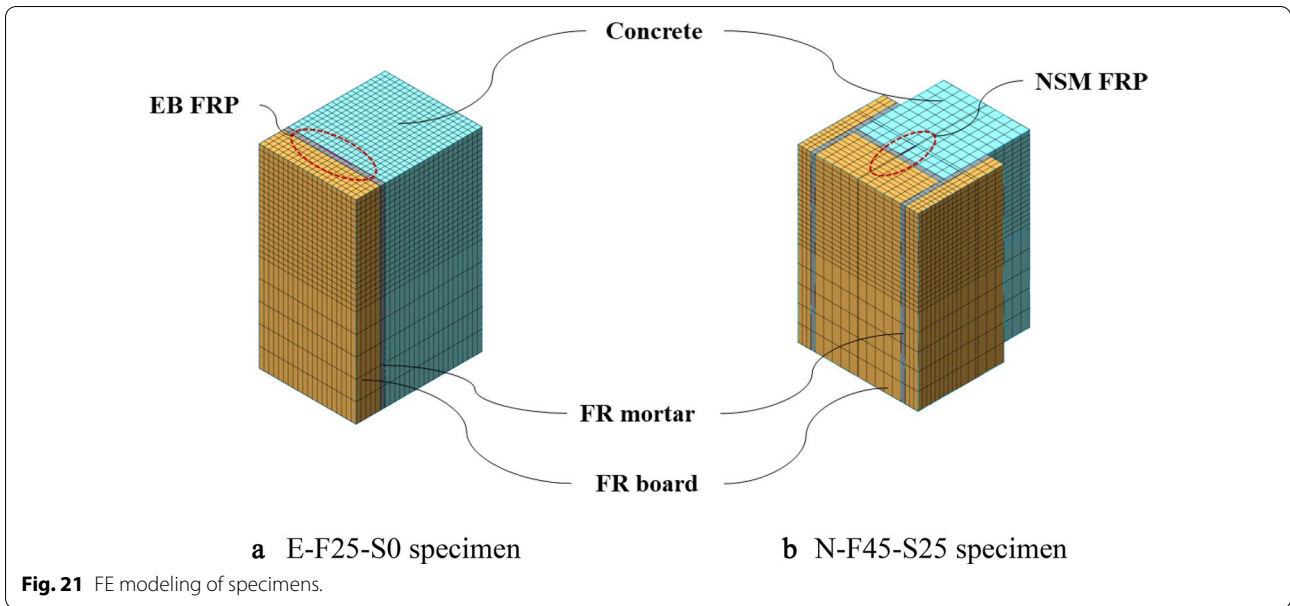 Concrete
EB FRP
NSM FRP
FR mortar
FR board
a E-F25-S0 specimen
b N-F45-S25 specimen
Fig. 21 FE modeling of specimens.